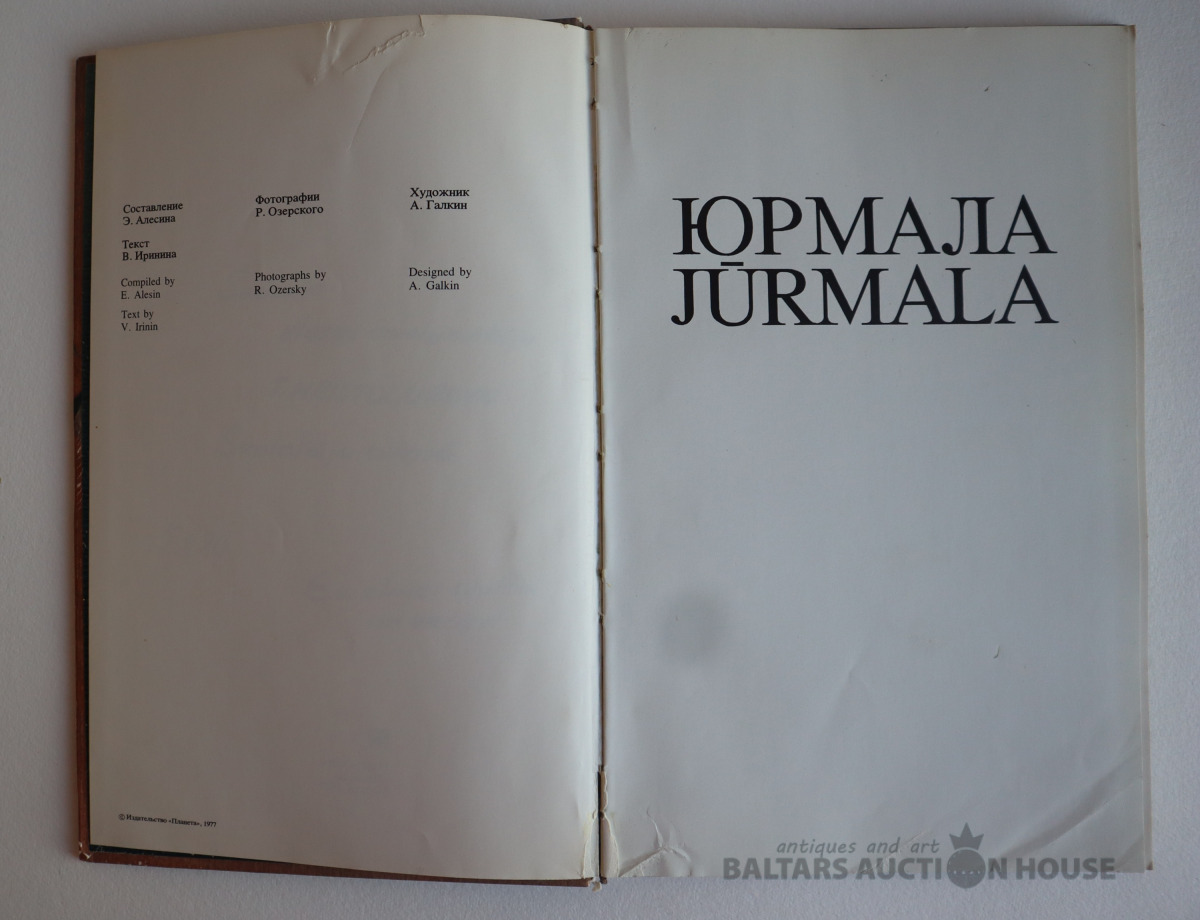 Составление
Э. Алесина
Текст
В. Иринина
Compiled by
E. Alesin
Text by
V. Irinin
Фотографии
Р. Озерского
Photographs by
R. Ozersky
Художник
А. Галкин
Designed by
A. Galkin
© Издательство «Планета», 1977
ЮРМАЛА
JŪRMALA
antiques and art
BALTARS AUCTION HOUSE